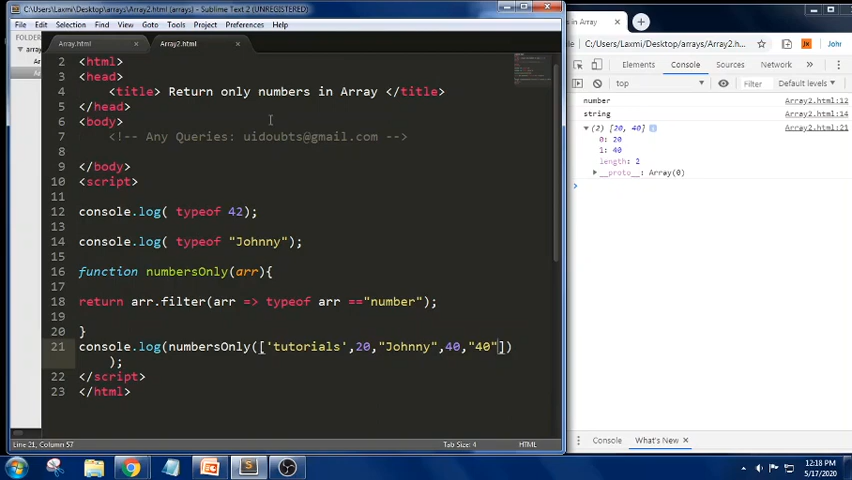 C:\Users\Laxmi\Desktop\arrays\Array2.html (arrays) - Sublime Text 2 (UNREGISTERED)
File Edit Selection Find View Goto Tools Project Preferences Help
FOLDER
Array.html × Array2.html ×
2 <html>
3 <head>
4 <title> Return only numbers in Array </title>
5 </head>
6 <body>
7 <!-- Any Queries: uidoubts@gmail.com -->
8
9 </body>
10 <script>
11
12 console.log( typeof 42);
13
14 console.log( typeof "Johnny");
15
16 function numbersOnly(arr){
17
18 return arr.filter(arr => typeof arr =="number");
19
20 }
21 console.log(numbersOnly(['tutorials',20,"Johnny",40,"40"])
);
22 </script>
23 </html>
Line 21, Column 57
Tab Size: 4
HTML
in Array
C:/Users/Laxmi/Desktop/arrays/Array2.h...
John
Elements Console Sources Network
top Filter Default levels
number Array2.html:12
string Array2.html:14
(2) [20, 40] Array2.html:21
0: 20
1: 40
length: 2
__proto__: Array(0)
Console What's New ×
12:18 PM
5/17/2020